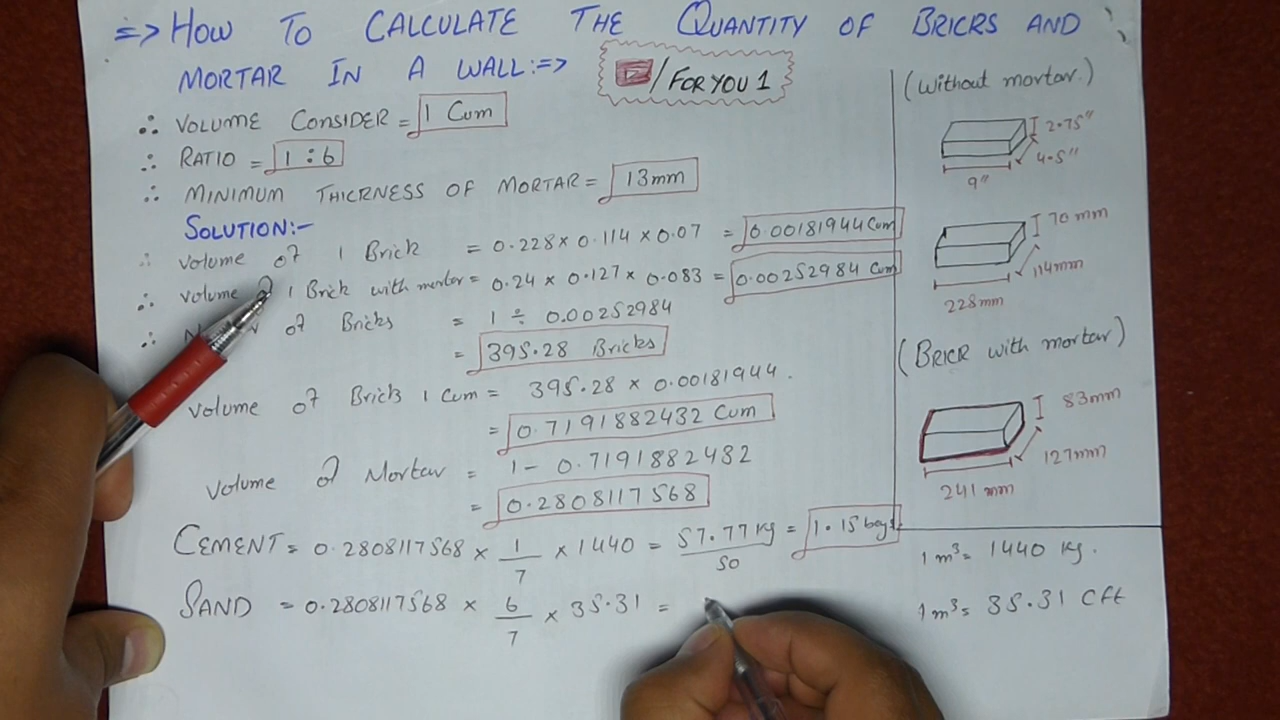 => HOW TO CALCULATE THE QUANTITY OF BRICKS AND
MORTAR IN A WALL:=>
/ FOR YOU 1
∴ VOLUME CONSIDER = 1 Cum
∴ RATIO = 1 : 6
∴ MINIMUM THICKNESS OF MORTAR = 13mm
SOLUTION:-
∴ Volume of 1 Brick = 0.228 × 0.114 × 0.07 = 0.00181944 Cum
∴ Volume of 1 Brick with mortar = 0.24 × 0.127 × 0.083 = 0.00252984 Cum
∴ of Bricks = 1 ÷ 0.00252984
= 395.28 Bricks
Volume of Brick 1 Cum = 395.28 × 0.00181944.
= 0.7191882432 Cum
Volume of Mortar = 1 - 0.7191882432
= 0.2808117568
CEMENT = 0.2808117568 × 1/7 × 1440 = 57.77 kg/50 = 1.15 bags
SAND = 0.2808117568 × 6/7 × 35.31 =
(Without mortar)
2.75"
4.5"
9"
70 mm
114mm
228mm
(BRICK with mortar)
83mm
127mm
241 mm
1 m³ = 1440 kg.
1 m³ = 35.31 Cft